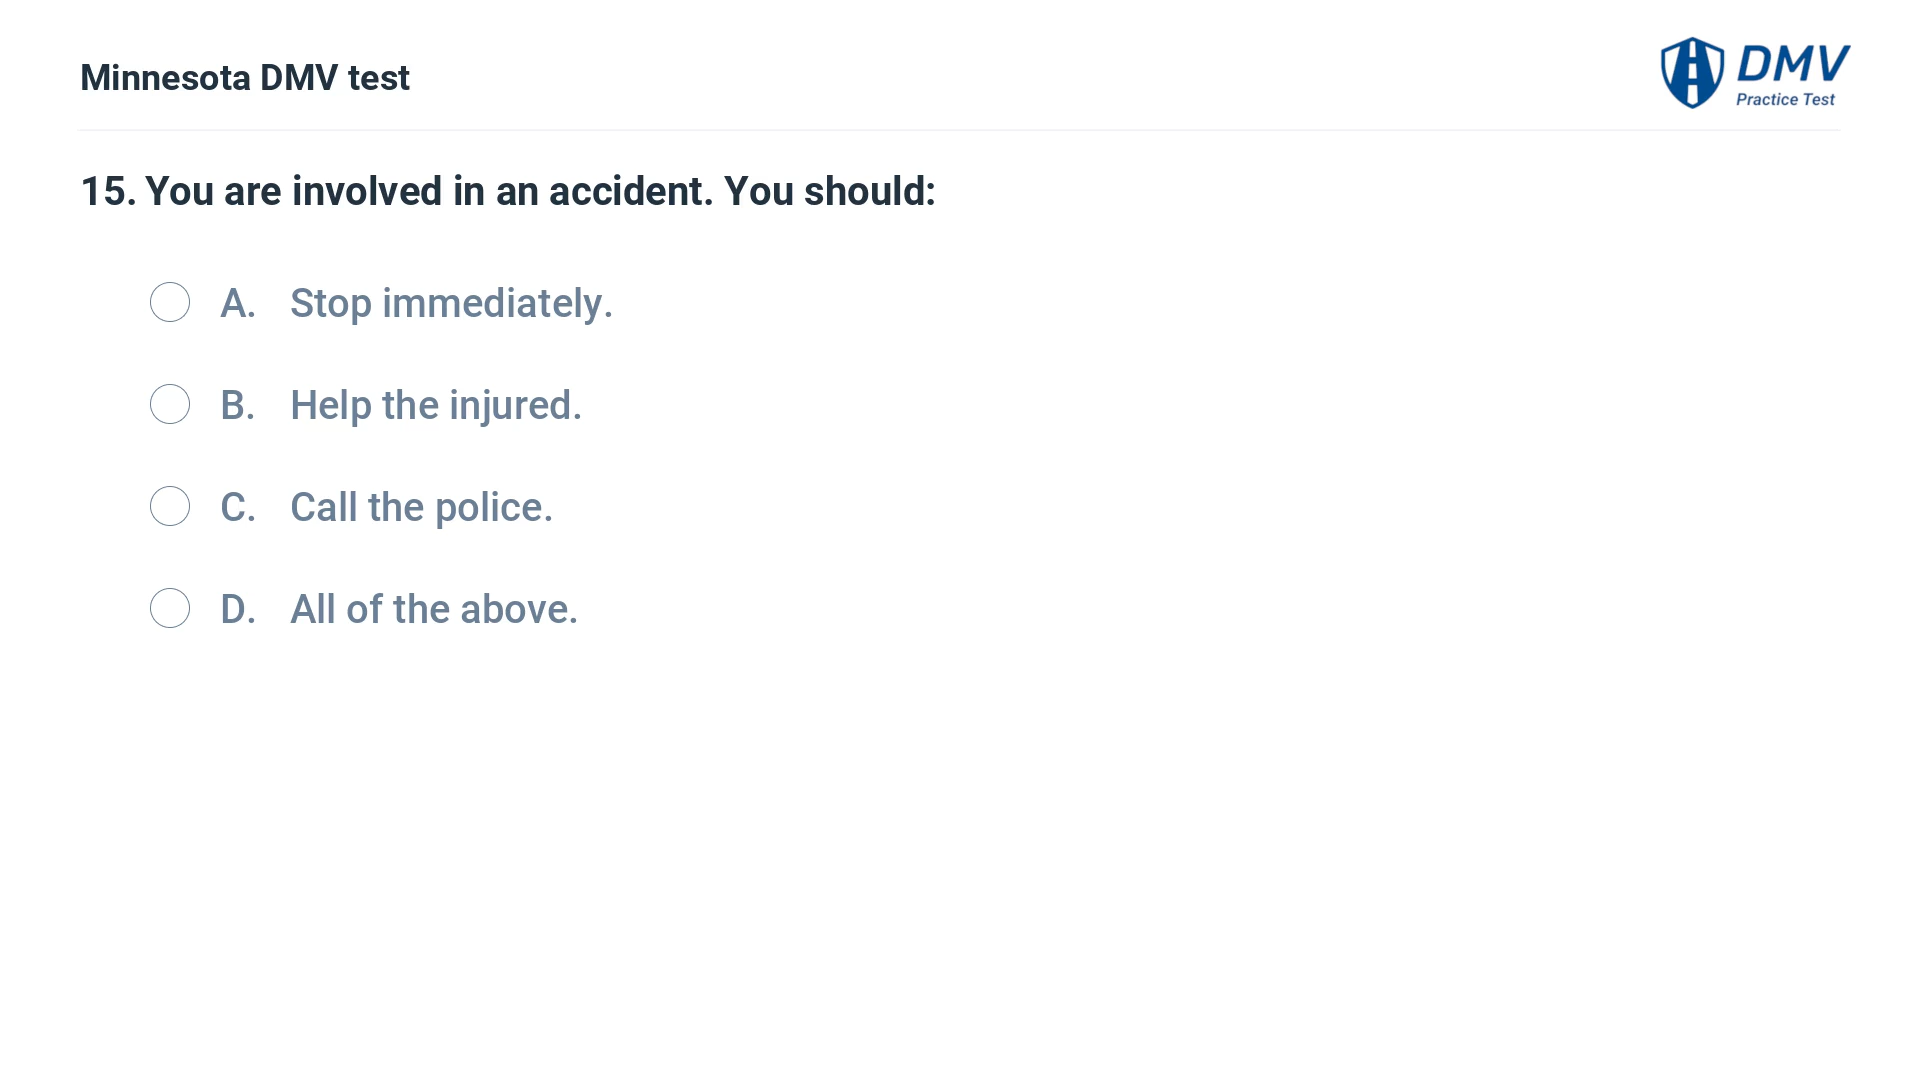 Minnesota DMV test
DMV
Practice Test
15. You are involved in an accident. You should:
A. Stop immediately.
B. Help the injured.
C. Call the police.
D. All of the above.